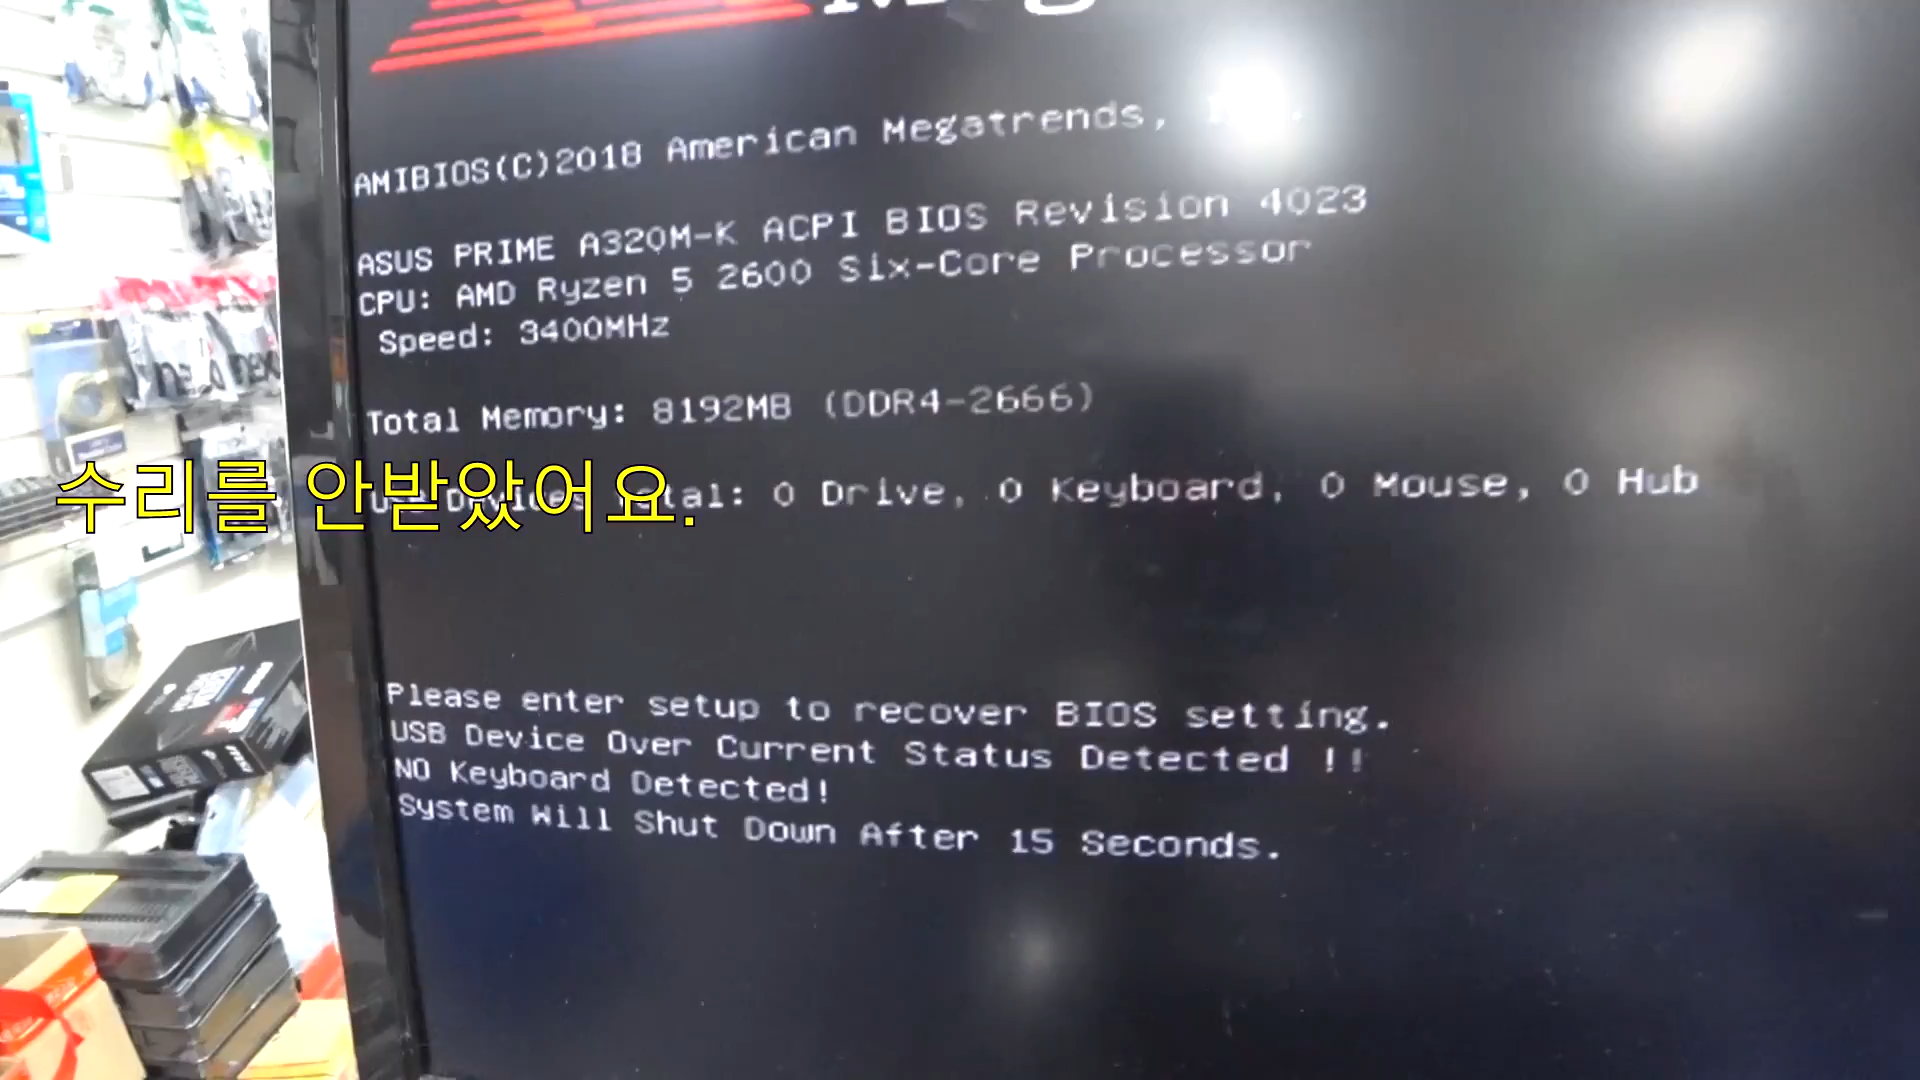 AMIBIOS(C)2018 American Megatrends,
ASUS PRIME A320M-K ACPI BIOS Revision 4023
CPU: AMD Ryzen 5 2600 Six-Core Processor
Speed: 3400MHz
Total Memory: 8192MB (DDR4-2666)
수리를 안받았어요.
USB Devices total: 0 Drive, 0 Keyboard, 0 Mouse, 0 Hub
Please enter setup to recover BIOS setting.
USB Device Over Current Status Detected !!
NO Keyboard Detected!
System Will Shut Down After 15 Seconds.